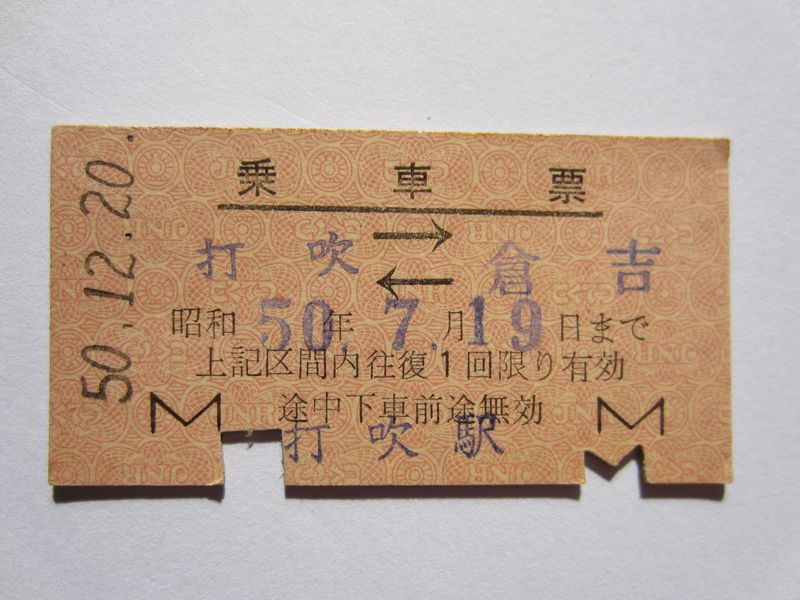 50.12.20.
乗車票
打吹 → ← 倉吉
昭和50.年7.月19日まで
上記区間内往復1回限り有効
途中下車前途無効
打吹駅